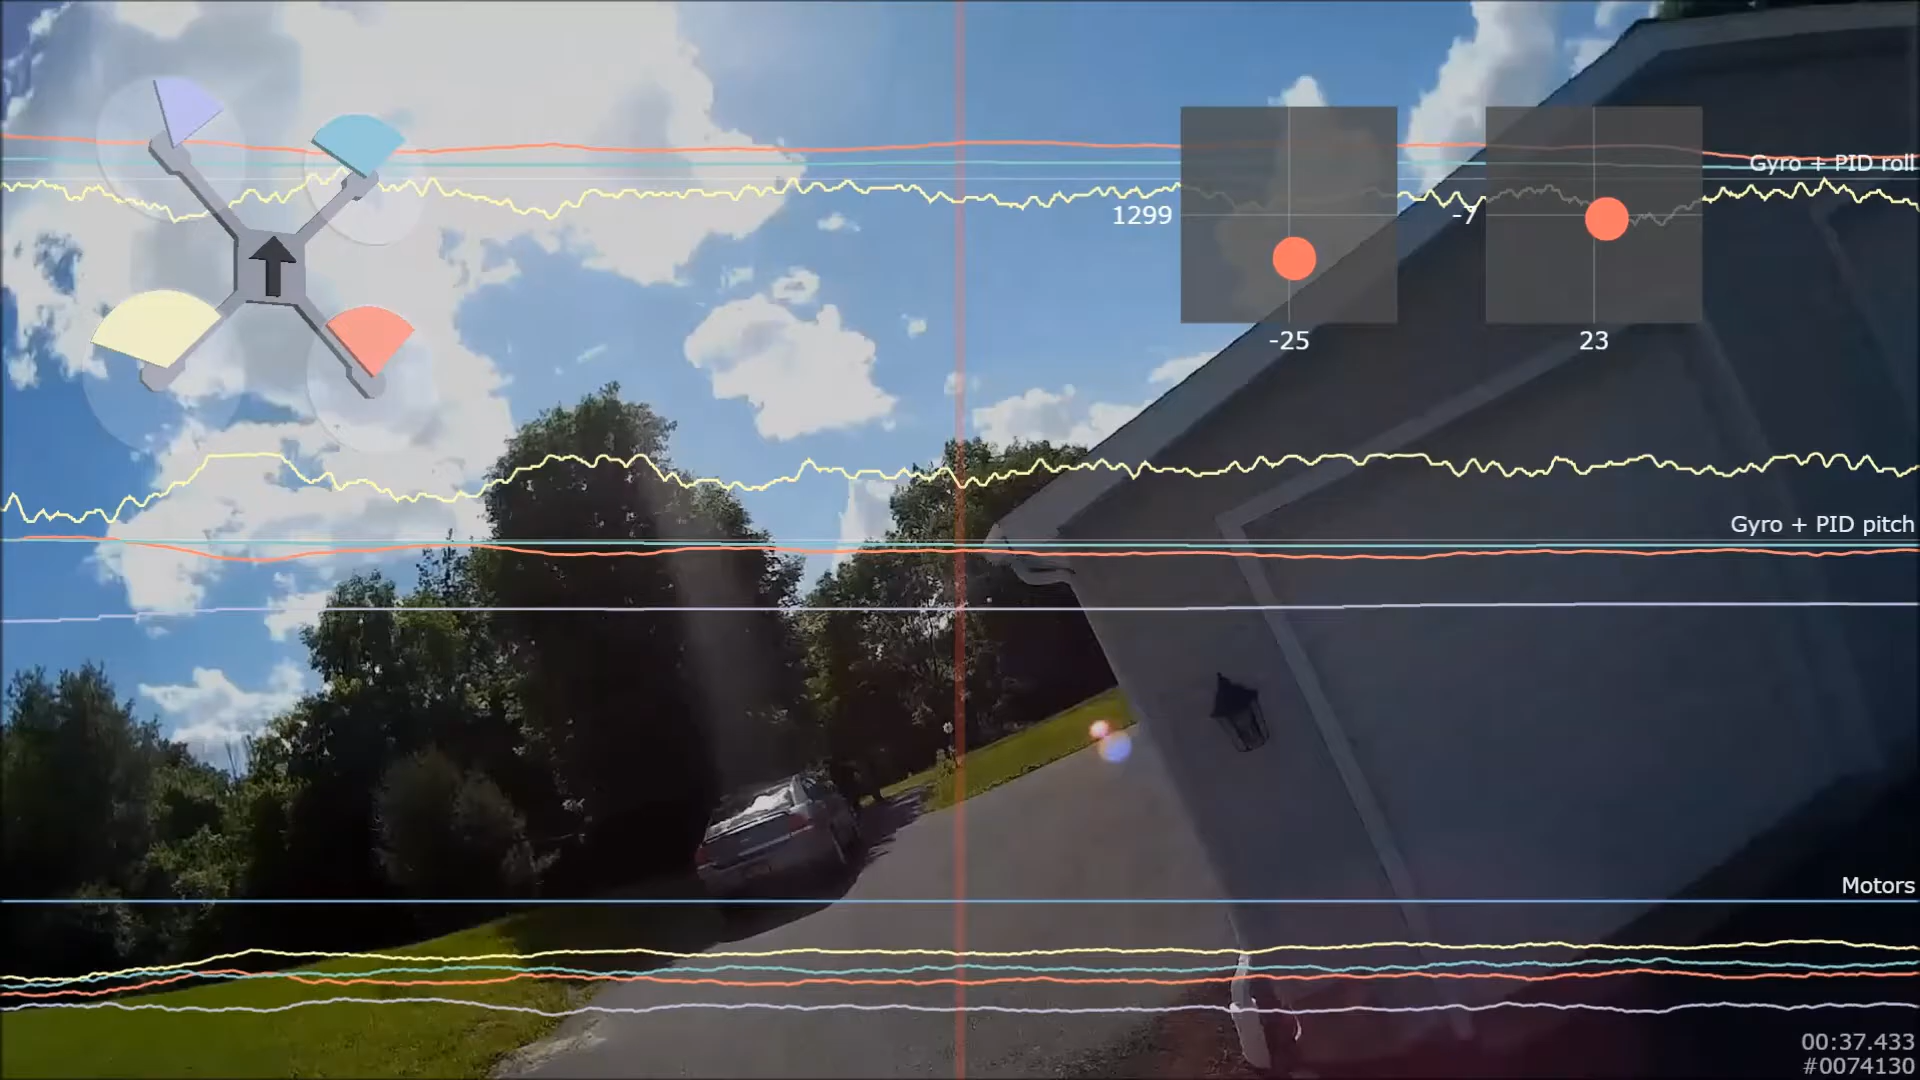 Gyro + PID roll
1299
-7
-25
23
Gyro + PID pitch
Motors
00:37.433
#0074130